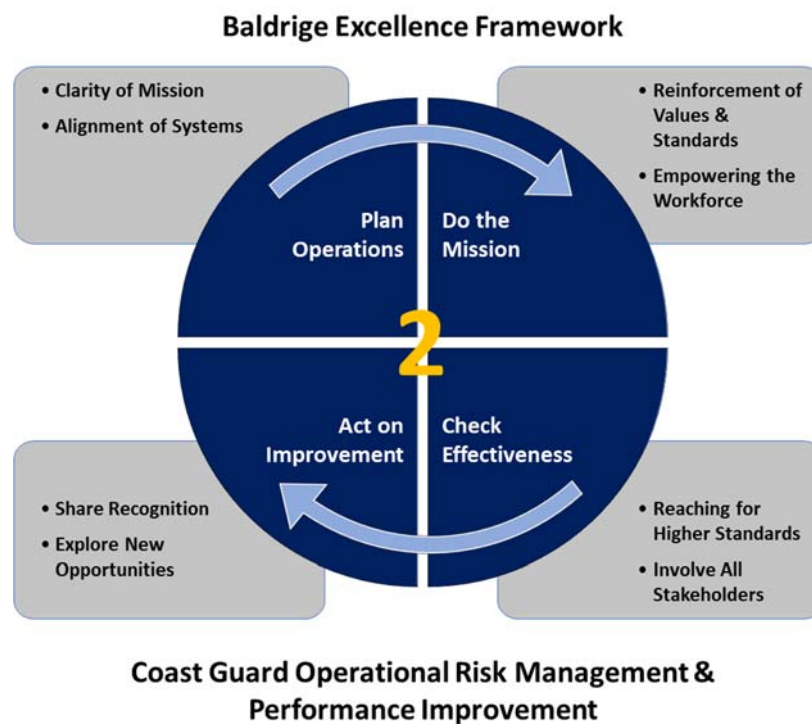 Baldrige Excellence Framework
• Clarity of Mission
• Alignment of Systems
• Reinforcement of
Values &
Standards
• Empowering the
Workforce
Plan
Operations
Do the
Mission
2
Act on
Improvement
Check
Effectiveness
• Share Recognition
• Explore New
Opportunities
• Reaching for
Higher Standards
• Involve All
Stakeholders
Coast Guard Operational Risk Management &
Performance Improvement